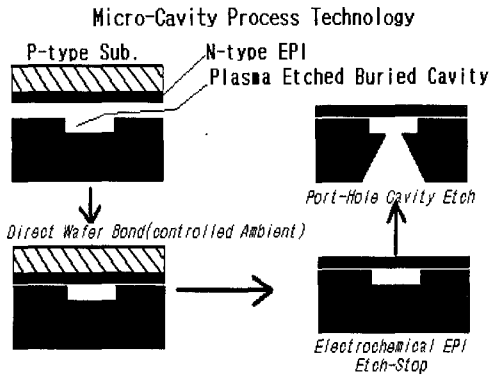 Micro-Cavity Process Technology
P-type Sub.
N-type EPI
Plasma Etched Buried Cavity
Port-Hole Cavity Etch
Direct Wafer Bond(controlled Ambient)
Electrochemical EPI
Etch-Stop